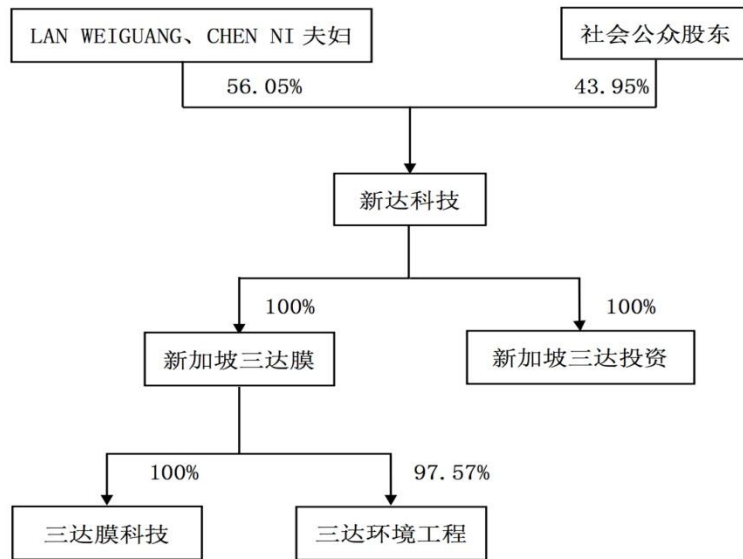 LAN WEIGUANG、CHEN NI 夫妇
社会公众股东
56.05%
43.95%
新达科技
100%
100%
新加坡三达膜
新加坡三达投资
100%
97.57%
三达膜科技
三达环境工程